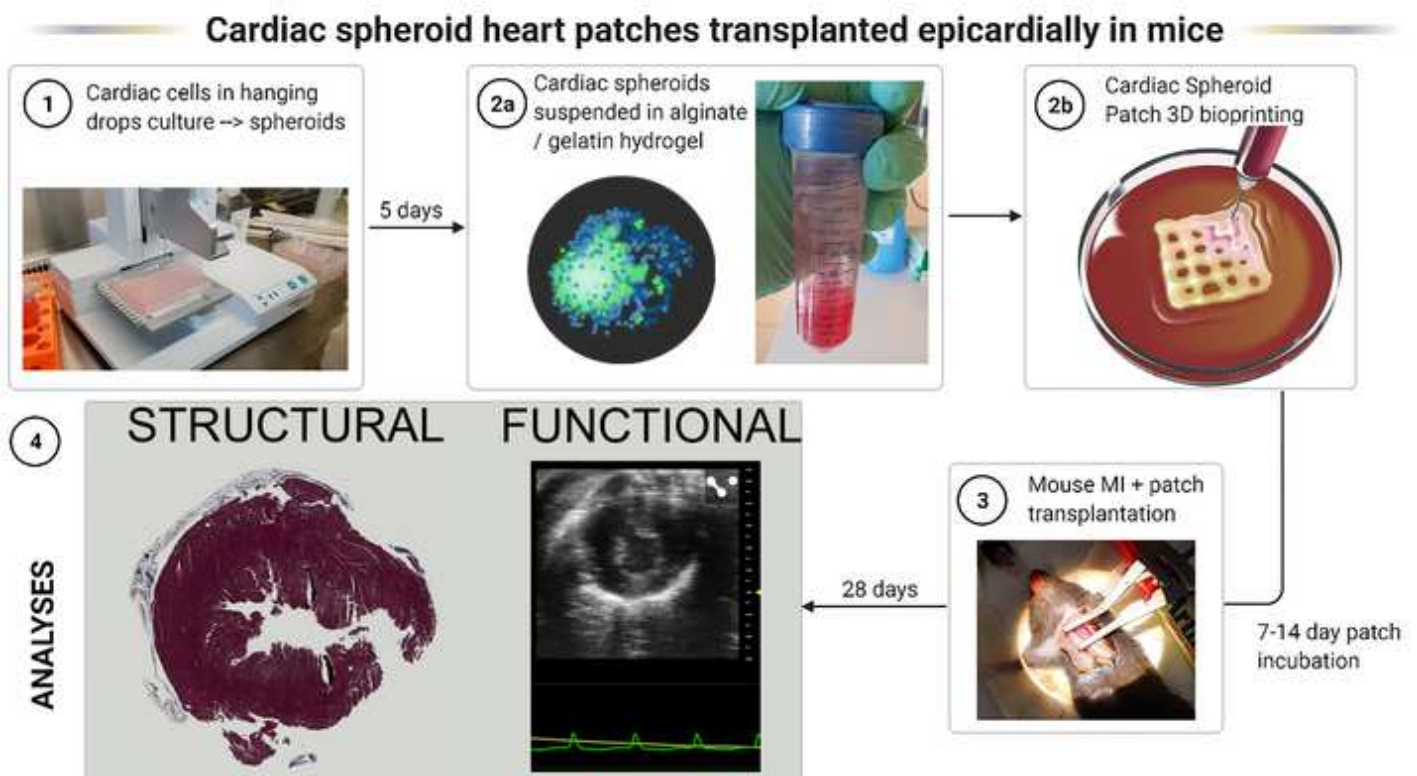 Cardiac spheroid heart patches transplanted epicardially in mice
1
Cardiac cells in hanging
drops culture --> spheroids
5 days
2a
Cardiac spheroids
suspended in alginate
/ gelatin hydrogel
2b
Cardiac Spheroid
Patch 3D bioprinting
7-14 day patch
incubation
3
Mouse MI + patch
transplantation
28 days
4
ANALYSES
STRUCTURAL
FUNCTIONAL